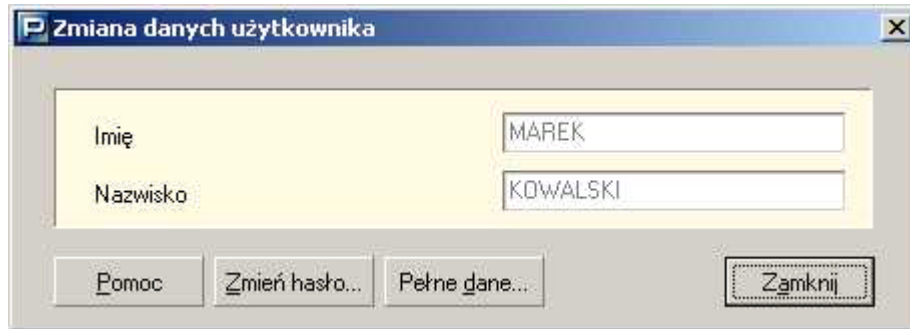 Zmiana danych użytkownika
Imię MAREK
Nazwisko KOWALSKI
Pomoc Zmień hasło... Pełne dane... Zamknij